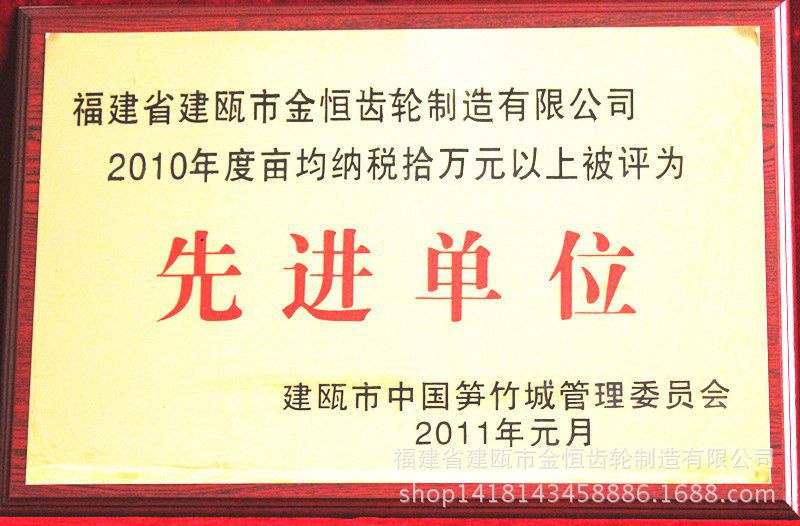 福建省建瓯市金恒齿轮制造有限公司
2010年度亩均纳税拾万元以上被评为
先进单位
建瓯市中国笋竹城管理委员会
2011年元月
福建省建瓯市金恒齿轮制造有限公司
shop1418143458886.1688.com